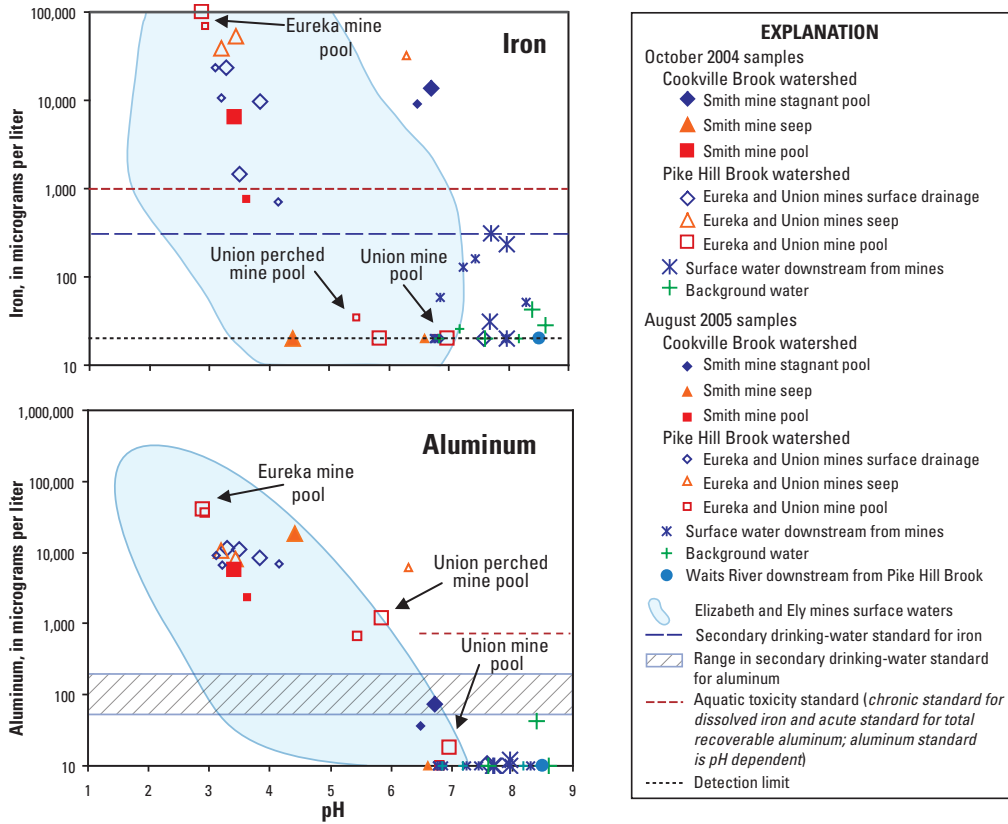 Iron, in micrograms per liter
100,000
10,000
1,000
100
10
Iron
Eureka mine
pool
Union perched
mine pool
Union mine
pool
1 2 3 4 5 6 7 8 9
Aluminum, in micrograms per liter
1,000,000
100,000
10,000
1,000
100
10
Aluminum
Eureka mine
pool
Union perched
mine pool
Union mine
pool
1 2 3 4 5 6 7 8 9
pH
EXPLANATION
October 2004 samples
Cookville Brook watershed
Smith mine stagnant pool
Smith mine seep
Smith mine pool
Pike Hill Brook watershed
Eureka and Union mines surface drainage
Eureka and Union mines seep
Eureka and Union mine pool
Surface water downstream from mines
Background water
August 2005 samples
Cookville Brook watershed
Smith mine stagnant pool
Smith mine seep
Smith mine pool
Pike Hill Brook watershed
Eureka and Union mines surface drainage
Eureka and Union mines seep
Eureka and Union mine pool
Surface water downstream from mines
Background water
Waits River downstream from Pike Hill Brook
Elizabeth and Ely mines surface waters
Secondary drinking-water standard for iron
Range in secondary drinking-water standard
for aluminum
Aquatic toxicity standard (chronic standard for
dissolved iron and acute standard for total
recoverable aluminum; aluminum standard
is pH dependent)
Detection limit